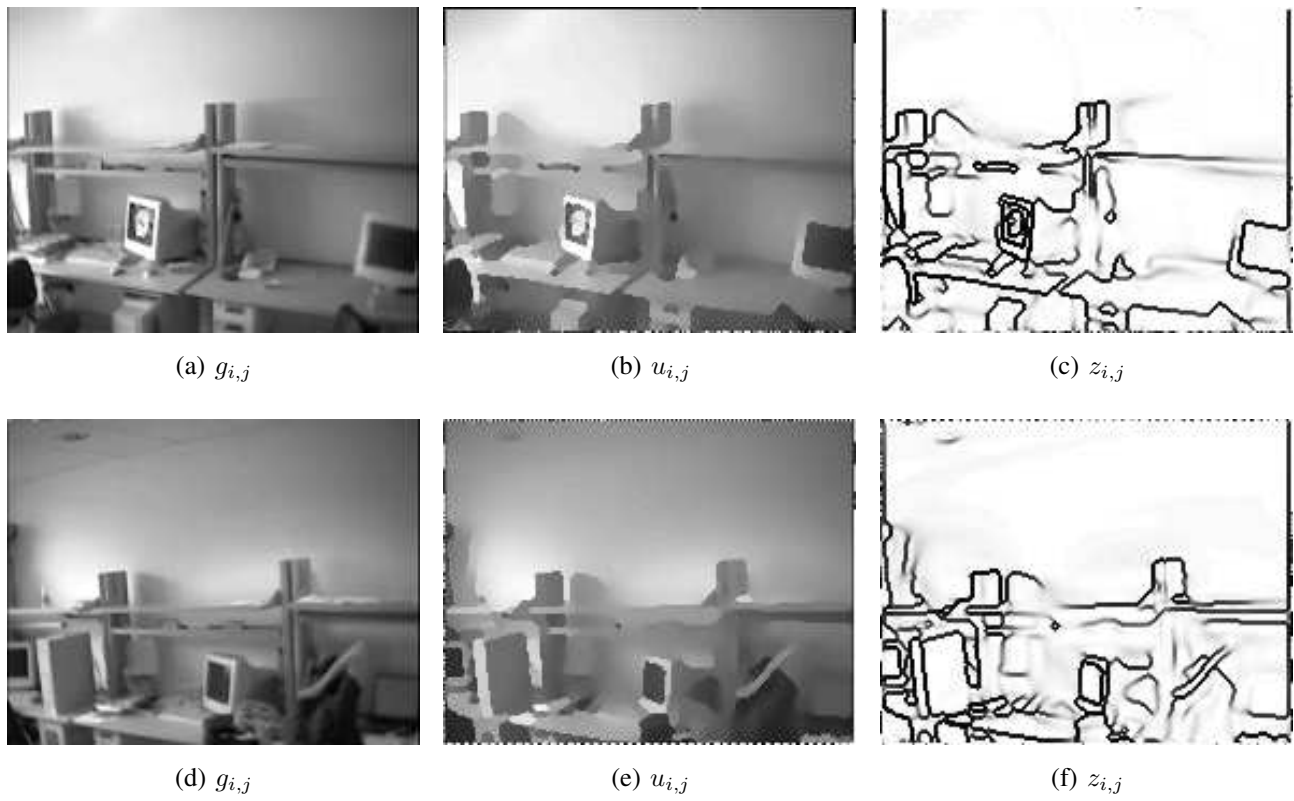 (a) $g_{i,j}$
(b) $u_{i,j}$
(c) $z_{i,j}$
(d) $g_{i,j}$
(e) $u_{i,j}$
(f) $z_{i,j}$